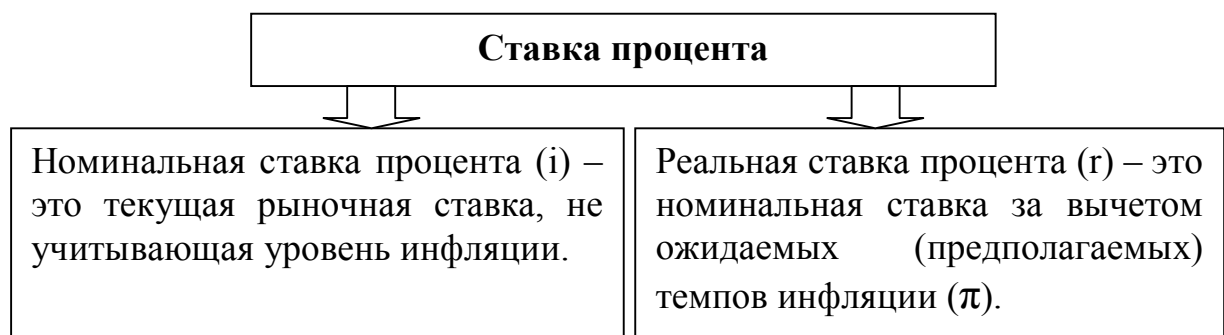 Ставка процента
Номинальная ставка процента (i) –
это текущая рыночная ставка, не
учитывающая уровень инфляции.
Реальная ставка процента (r) – это
номинальная ставка за вычетом
ожидаемых (предполагаемых)
темпов инфляции (π).